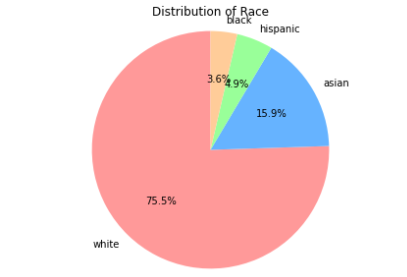 Distribution of Race
black
hispanic
3.6%
4.9%
asian
15.9%
75.5%
white